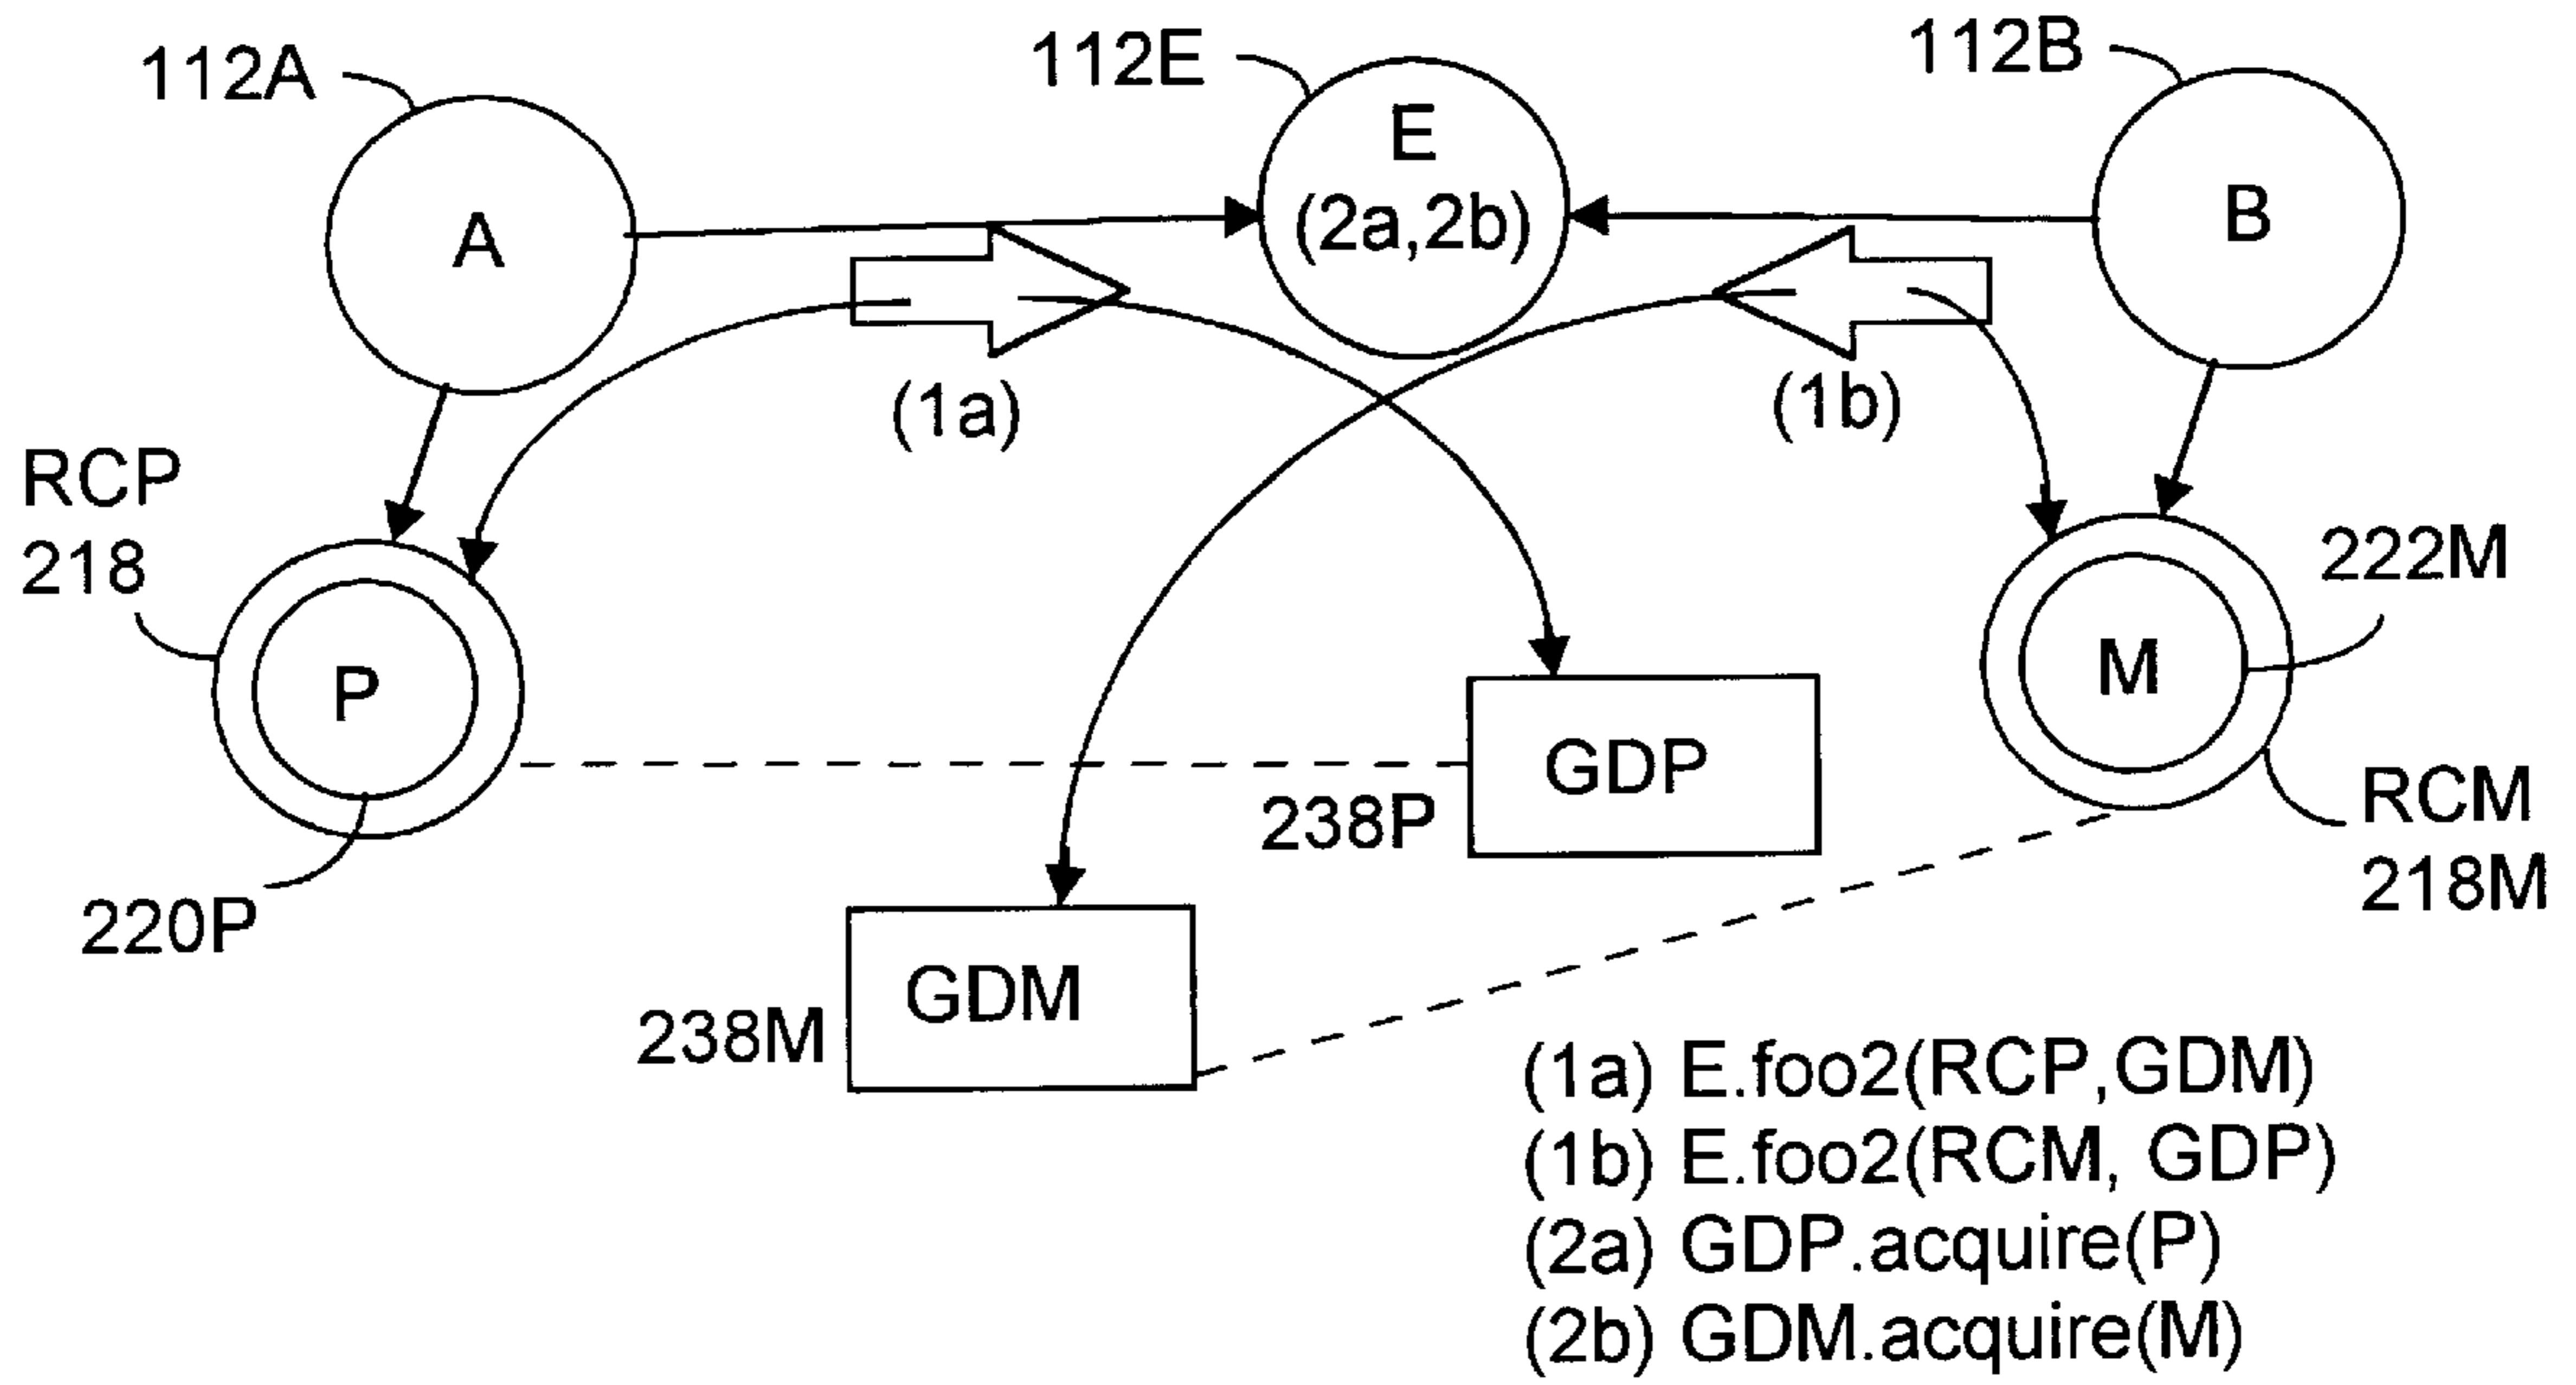 112A
112E
112B
A
E
(2a,2b)
B
(1a)
(1b)
RCP
218
222M
P
M
GDP
238P
RCM
218M
220P
GDM
238M
(1a) E.foo2(RCP,GDM)
(1b) E.foo2(RCM, GDP)
(2a) GDP.acquire(P)
(2b) GDM.acquire(M)